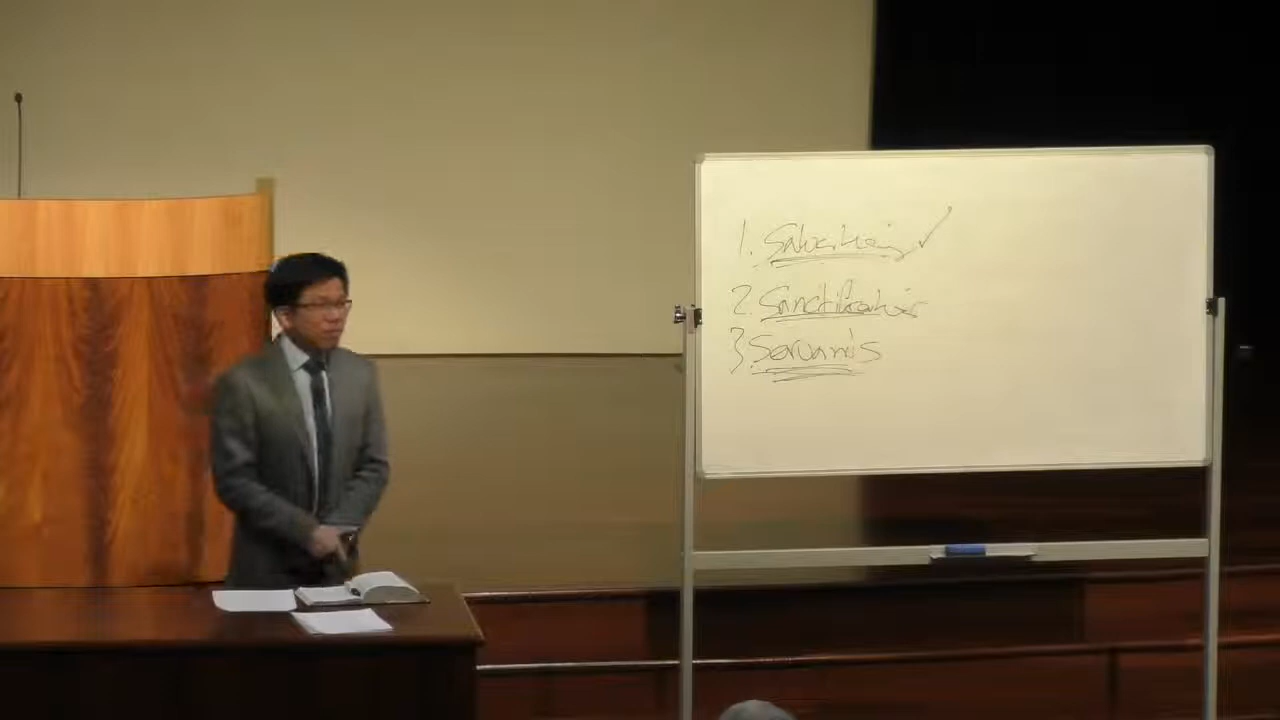 1. Salvation ✓
2. Sanctification
3. Servants